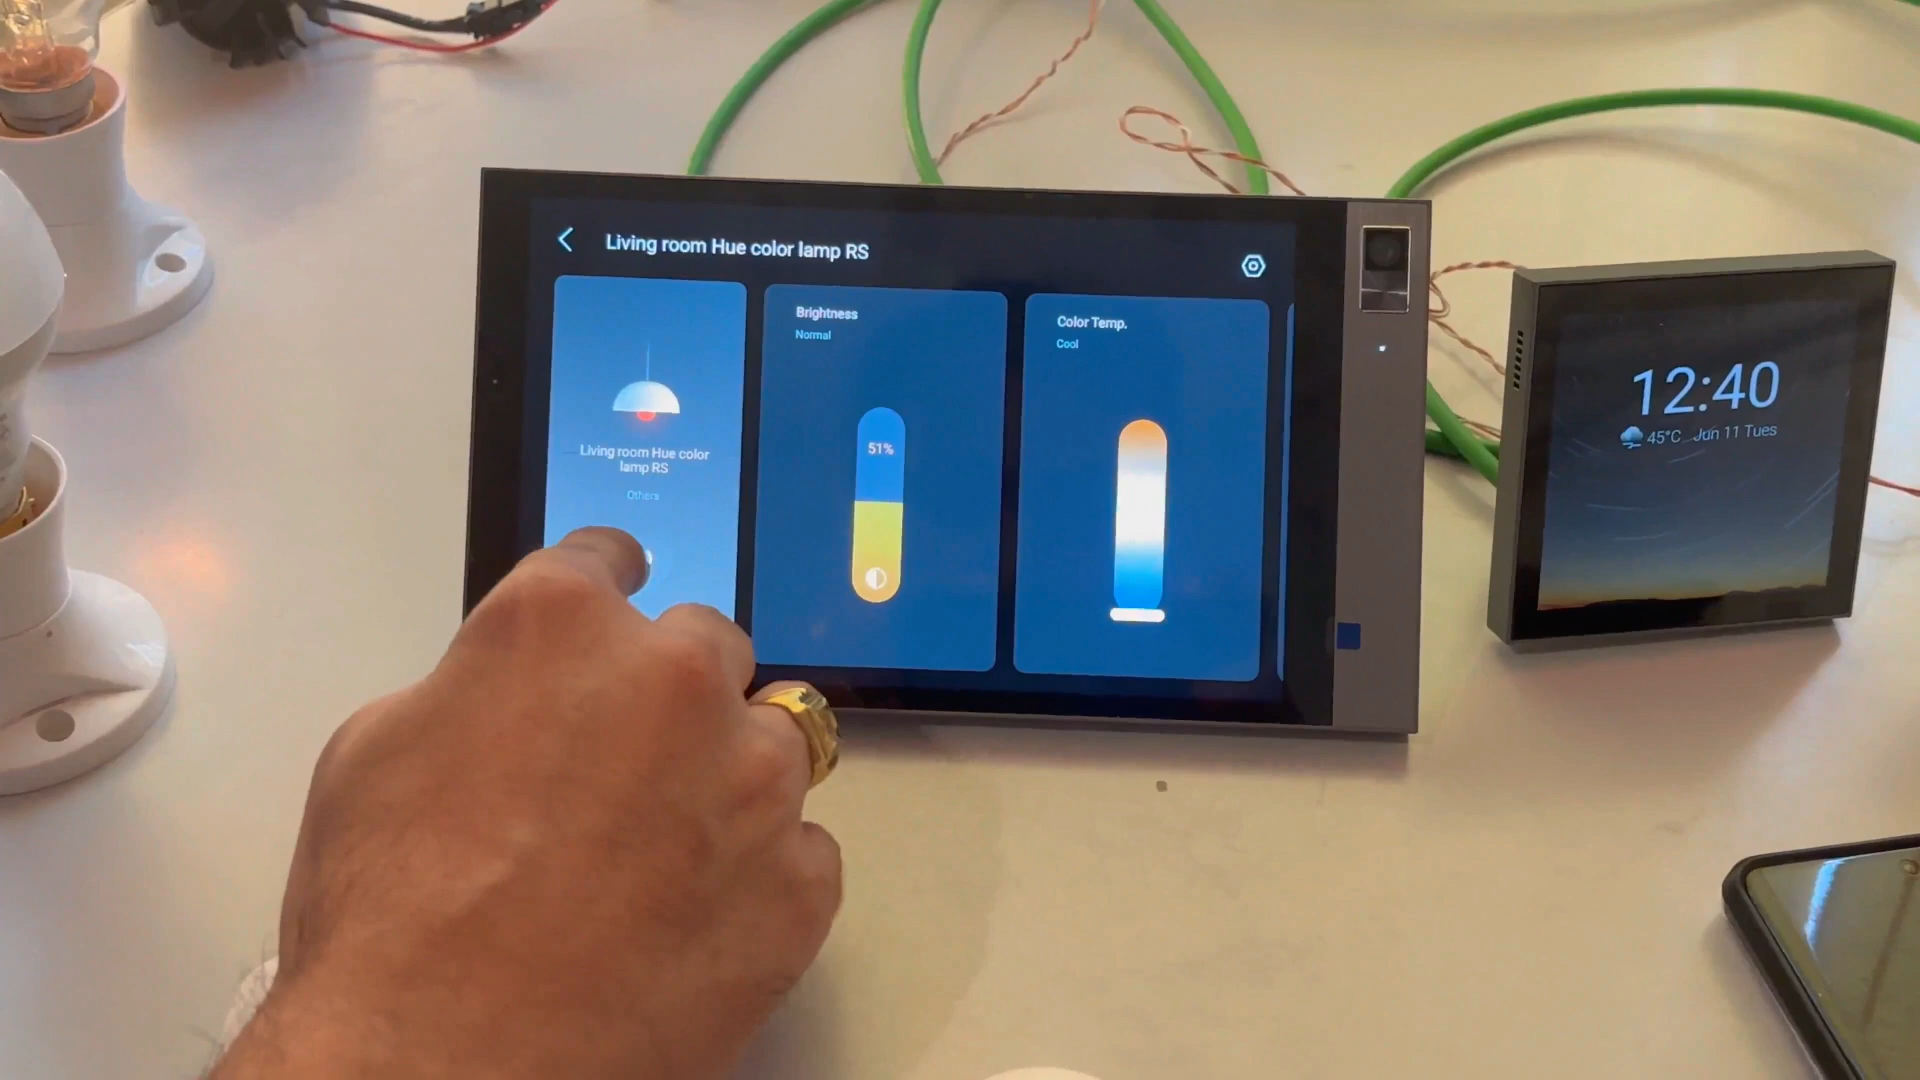 Living room Hue color lamp RS
Living room Hue color
lamp RS
Others
Brightness
Normal
51%
Color Temp.
Cool
12:40
45°C Jun 11 Tues